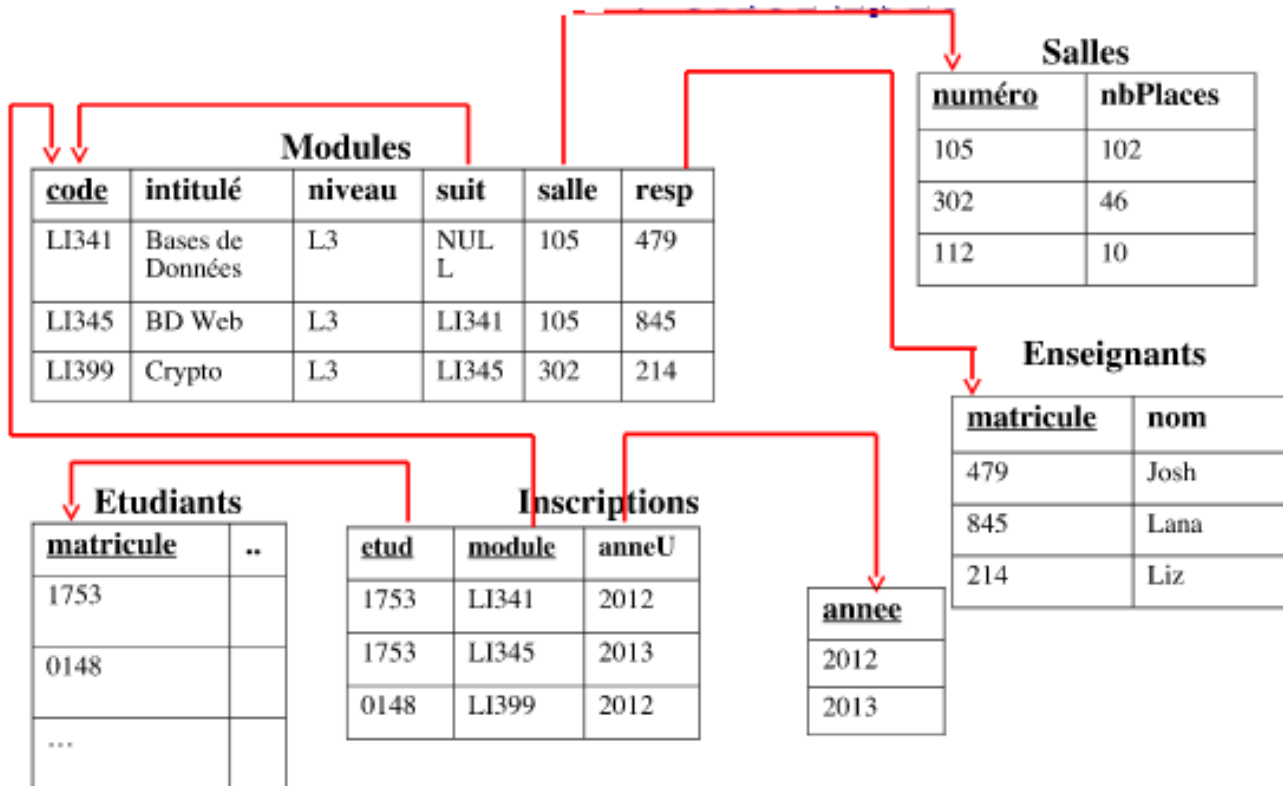 Salles
numéro nbPlaces
105 102
302 46
112 10
Modules
code intitulé niveau suit salle resp
LI341 Bases de L3 NUL 105 479
Données L
LI345 BD Web L3 LI341 105 845
LI399 Crypto L3 LI345 302 214
Enseignants
matricule nom
479 Josh
845 Lana
214 Liz
Etudiants
matricule ..
1753
0148
...
Inscriptions
etud module anneU
1753 LI341 2012
1753 LI345 2013
0148 LI399 2012
annee
2012
2013